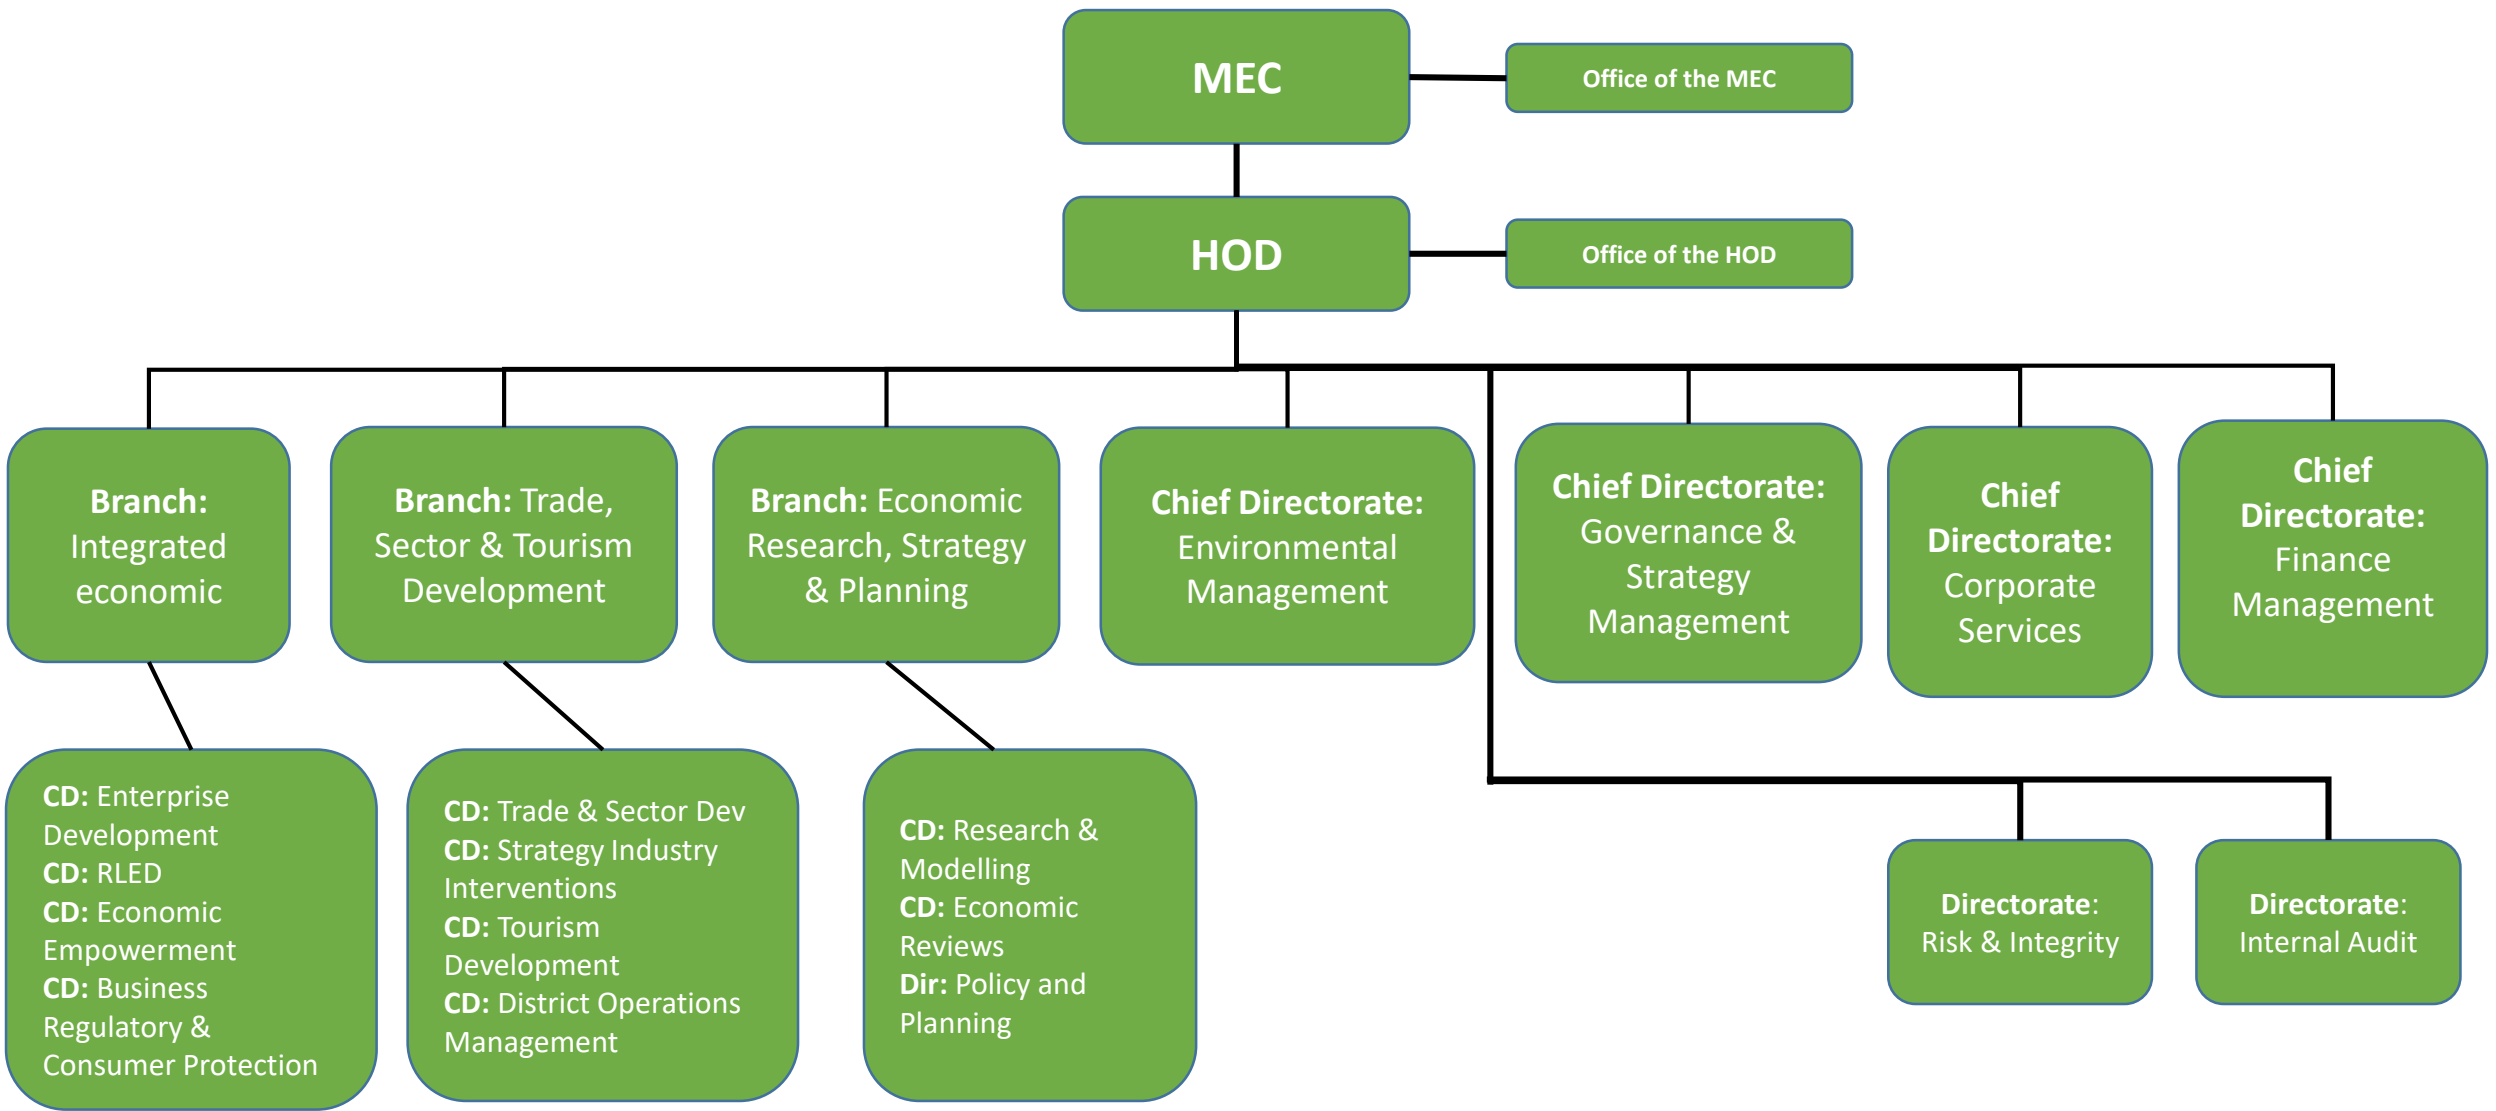 MEC
Office of the MEC
HOD
Office of the HOD
Branch:
Integrated
economic
Branch: Trade,
Sector & Tourism
Development
Branch: Economic
Research, Strategy
& Planning
Chief Directorate:
Environmental
Management
Chief Directorate:
Governance &
Strategy
Management
Chief
Directorate:
Corporate
Services
Chief
Directorate:
Finance
Management
CD: Enterprise
Development
CD: RLED
CD: Economic
Empowerment
CD: Business
Regulatory &
Consumer Protection
CD: Trade & Sector Dev
CD: Strategy Industry
Interventions
CD: Tourism
Development
CD: District Operations
Management
CD: Research &
Modelling
CD: Economic
Reviews
Dir: Policy and
Planning
Directorate:
Risk & Integrity
Directorate:
Internal Audit